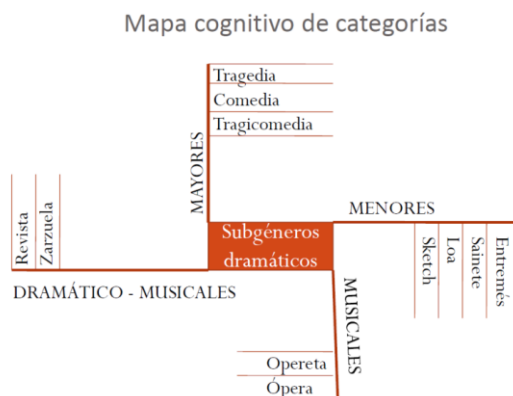 Mapa cognitivo de categorías
Tragedia
Comedia
Tragicomedia
MAYORES
Revista
Zarzuela
MENORES
Subgéneros
dramáticos
Sketch
Loa
Sainete
Entremés
DRAMÁTICO - MUSICALES
MUSICALES
Opereta
Ópera